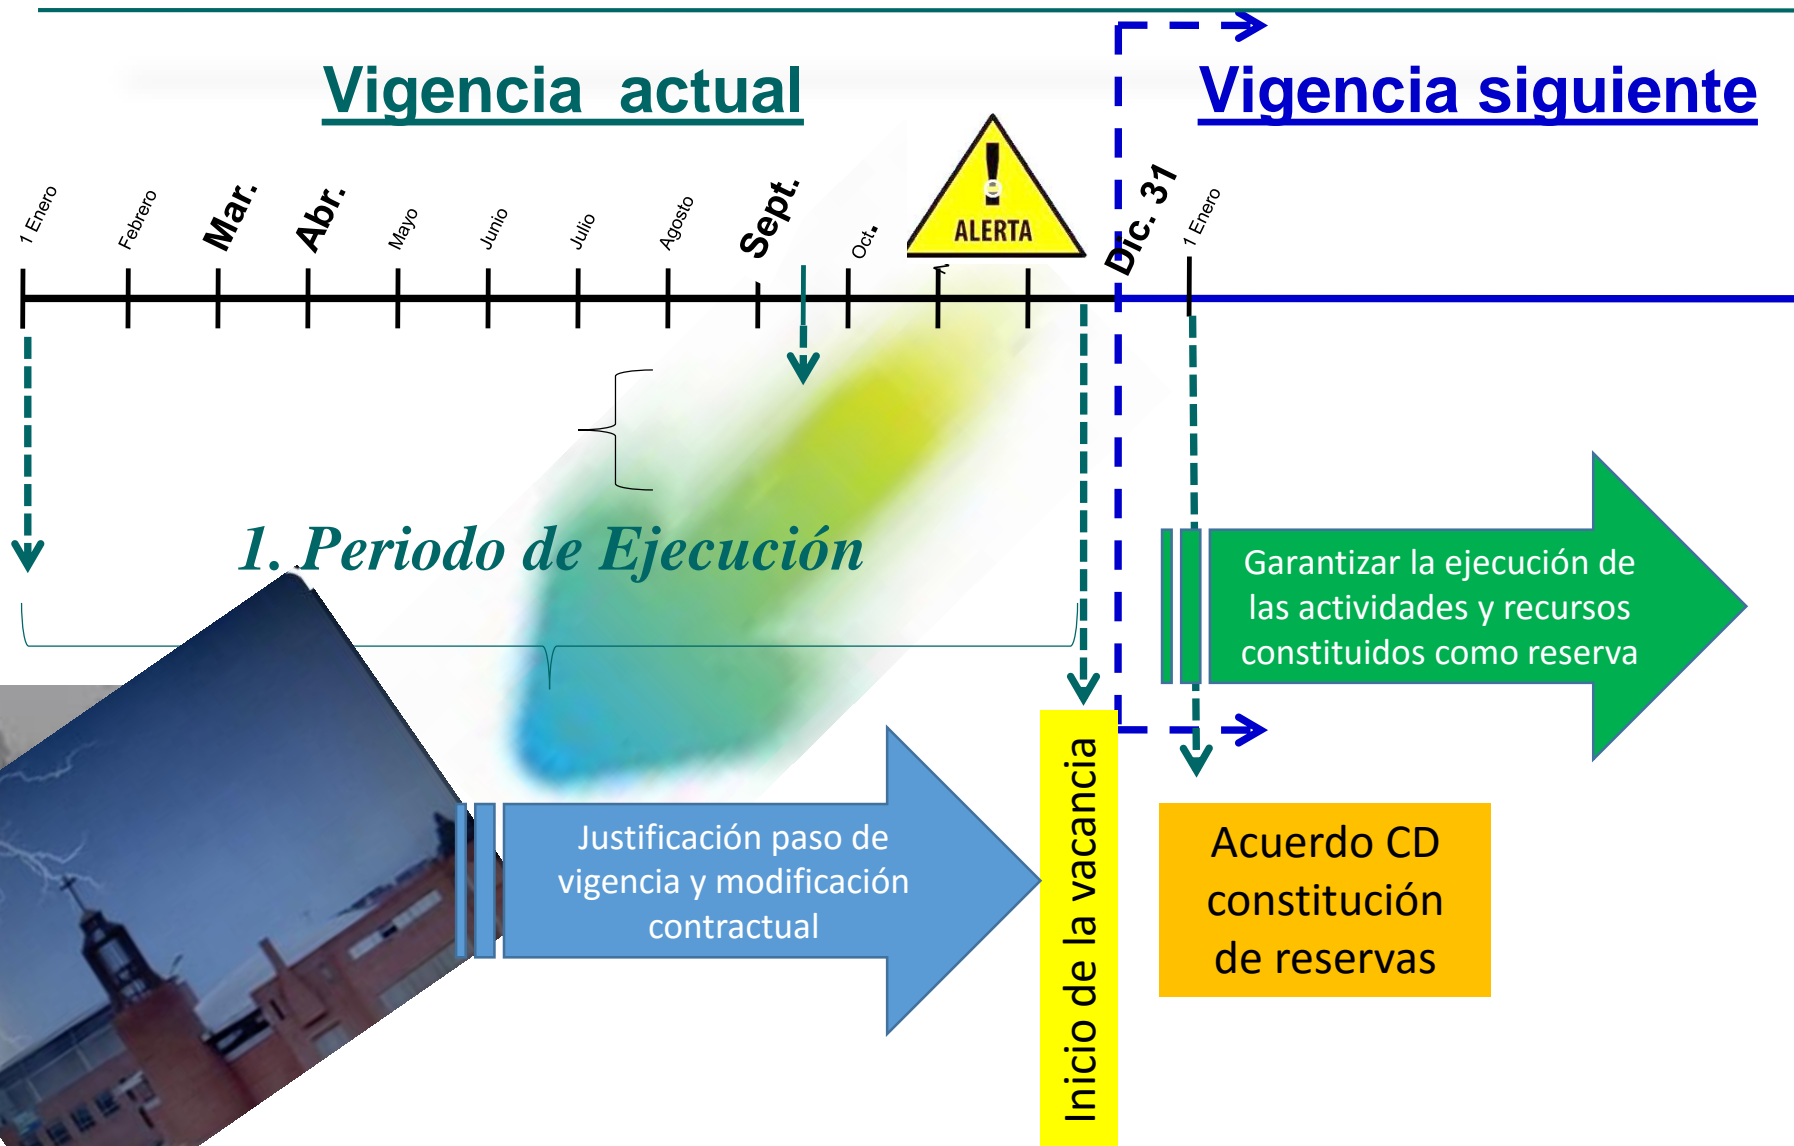 Vigencia actual
Vigencia siguiente
1 Enero
Febrero
Mar.
Abr.
Mayo
Junio
Julio
Agosto
Sept.
Oct.
e
ALERTA
Dic. 31
1 Enero
1. Periodo de Ejecución
Garantizar la ejecución de
las actividades y recursos
constituidos como reserva
Justificación paso de
vigencia y modificación
contractual
Inicio de la vacancia
Acuerdo CD
constitución
de reservas